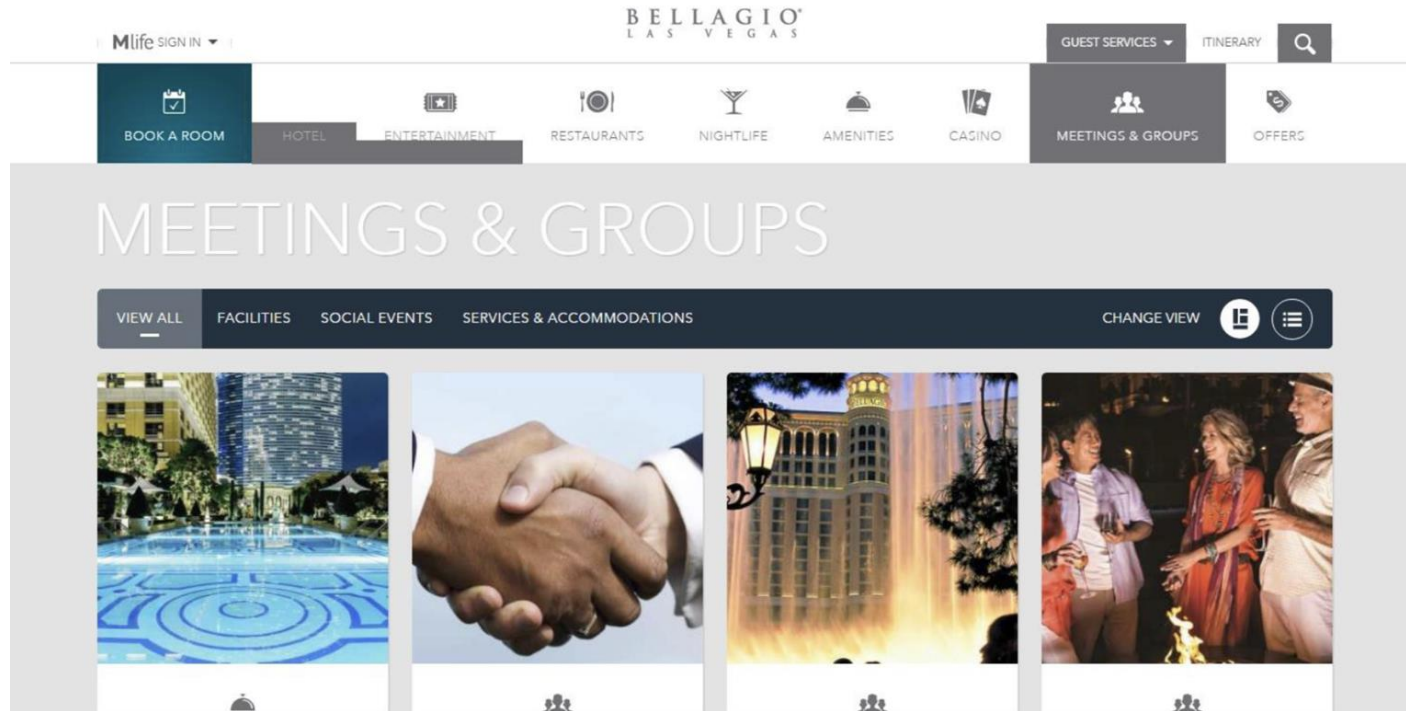 BELLAGIO®
LAS VEGAS
Mlife SIGN IN
GUEST SERVICES
ITINERARY
BOOK A ROOM
HOTEL
ENTERTAINMENT
RESTAURANTS
NIGHTLIFE
AMENITIES
CASINO
MEETINGS & GROUPS
OFFERS
MEETINGS & GROUPS
VIEW ALL
FACILITIES
SOCIAL EVENTS
SERVICES & ACCOMMODATIONS
CHANGE VIEW